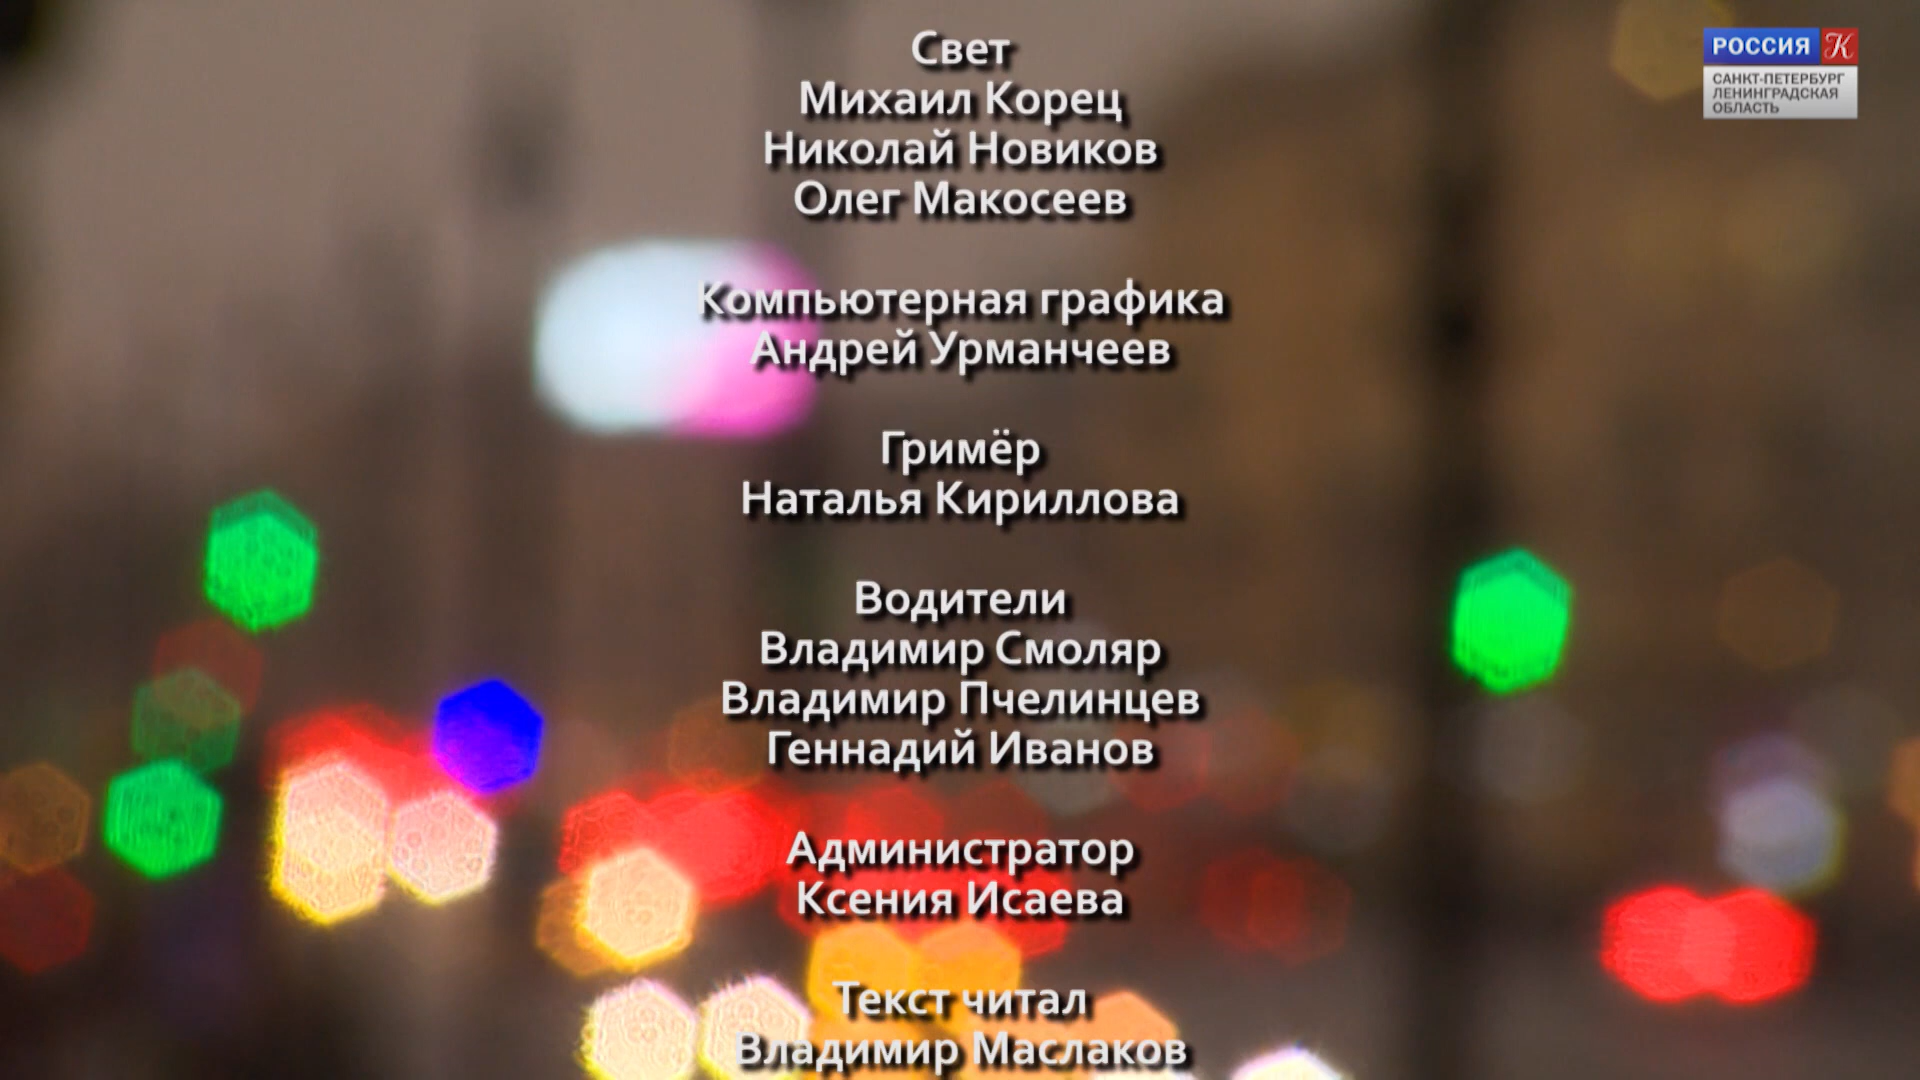 Свет
Михаил Корец
Николай Новиков
Олег Макосеев
Компьютерная графика
Андрей Урманчеев
Гримёр
Наталья Кириллова
Водители
Владимир Смоляр
Владимир Пчелинцев
Геннадий Иванов
Администратор
Ксения Исаева
Текст читал
Владимир Маслаков
РОССИЯ К
САНКТ-ПЕТЕРБУРГ
ЛЕНИНГРАДСКАЯ
ОБЛАСТЬ